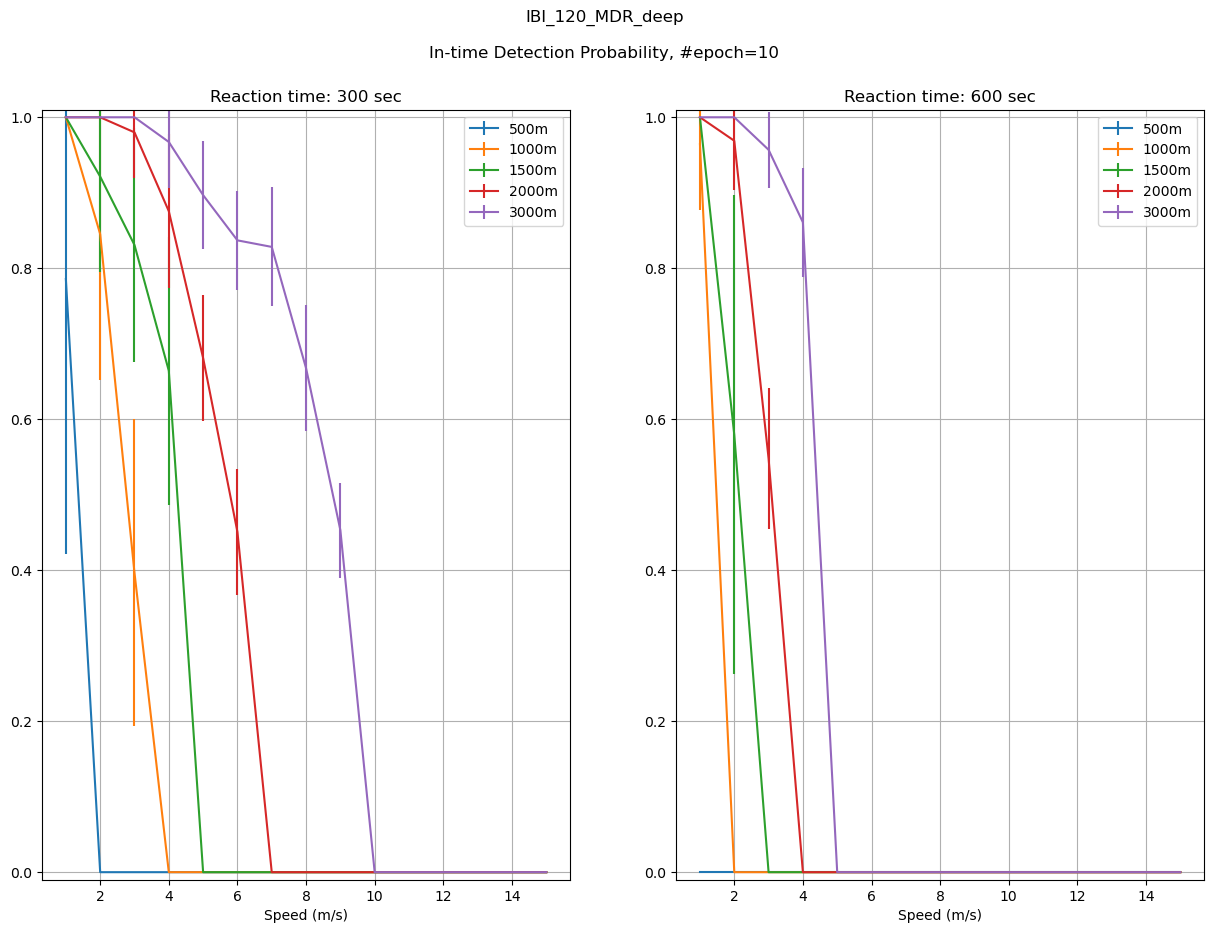 IBI_120_MDR_deep
In-time Detection Probability, #epoch=10
Reaction time: 300 sec
1.0
0.8
0.6
0.4
0.2
0.0
500m
1000m
1500m
2000m
3000m
2 4 6 8 10 12 14
Speed (m/s)
Reaction time: 600 sec
1.0
0.8
0.6
0.4
0.2
0.0
500m
1000m
1500m
2000m
3000m
2 4 6 8 10 12 14
Speed (m/s)